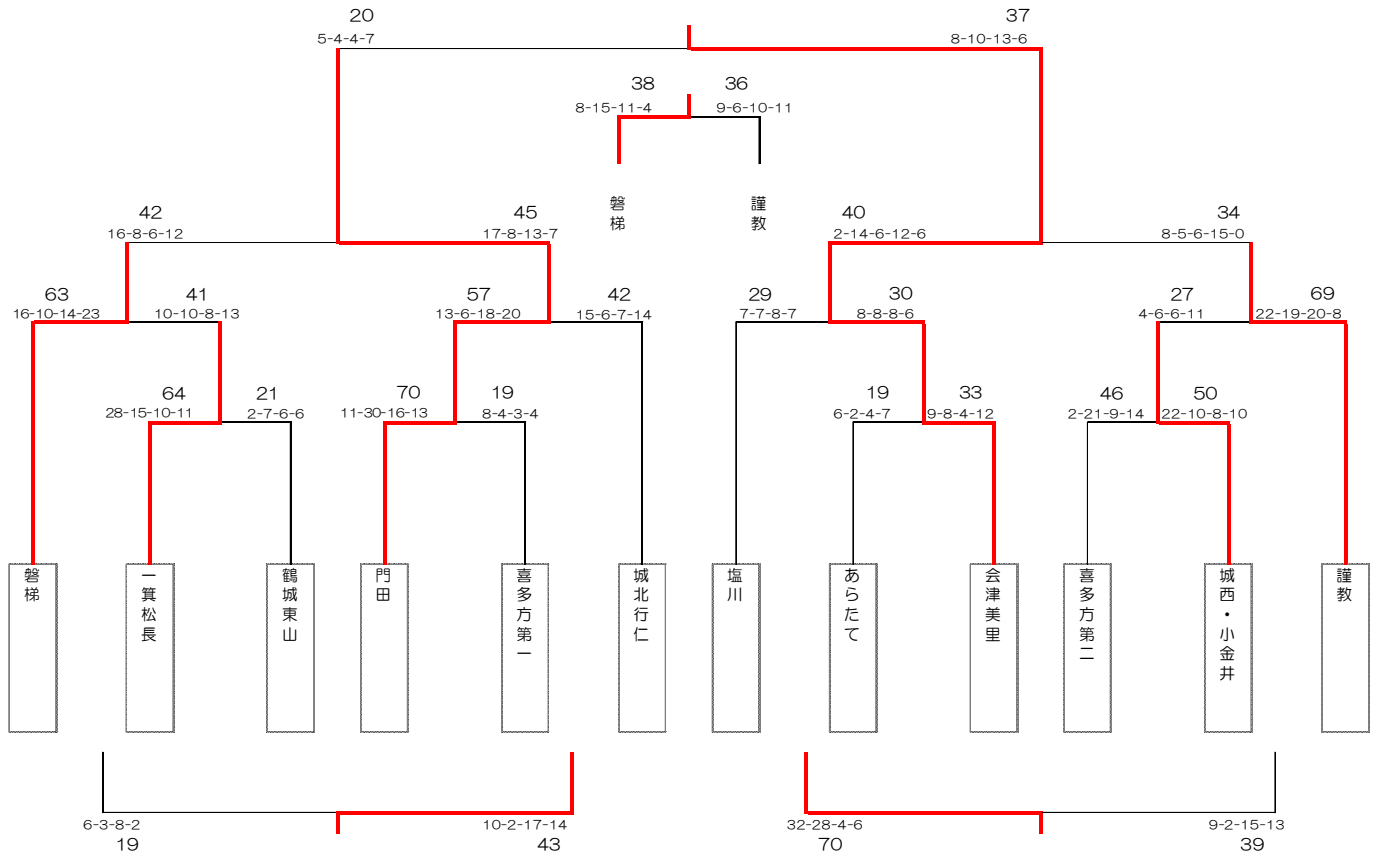 20 37
5-4-4-7 8-10-13-6
38 36
8-15-11-4 9-6-10-11
磐梯 謹教
42 45 40 34
16-8-6-12 17-8-13-7 2-14-6-12-6 8-5-6-15-0
63 41 57 42 29 30 27 69
16-10-14-23 10-10-8-13 13-6-18-20 15-6-7-14 7-7-8-7 8-8-8-6 4-6-6-11 22-19-20-8
64 21 70 19 19 33 46 50
28-15-10-11 2-7-6-6 11-30-16-13 8-4-3-4 6-2-4-7 9-8-4-12 2-21-9-14 22-10-8-10
磐梯
一箕松長
鶴城東山
門田
喜多方第一
城北行仁
塩川
あらたて
会津美里
喜多方第二
城西・小金井
謹教
6-3-8-2 10-2-17-14 32-28-4-6 9-2-15-13
19 43 70 39